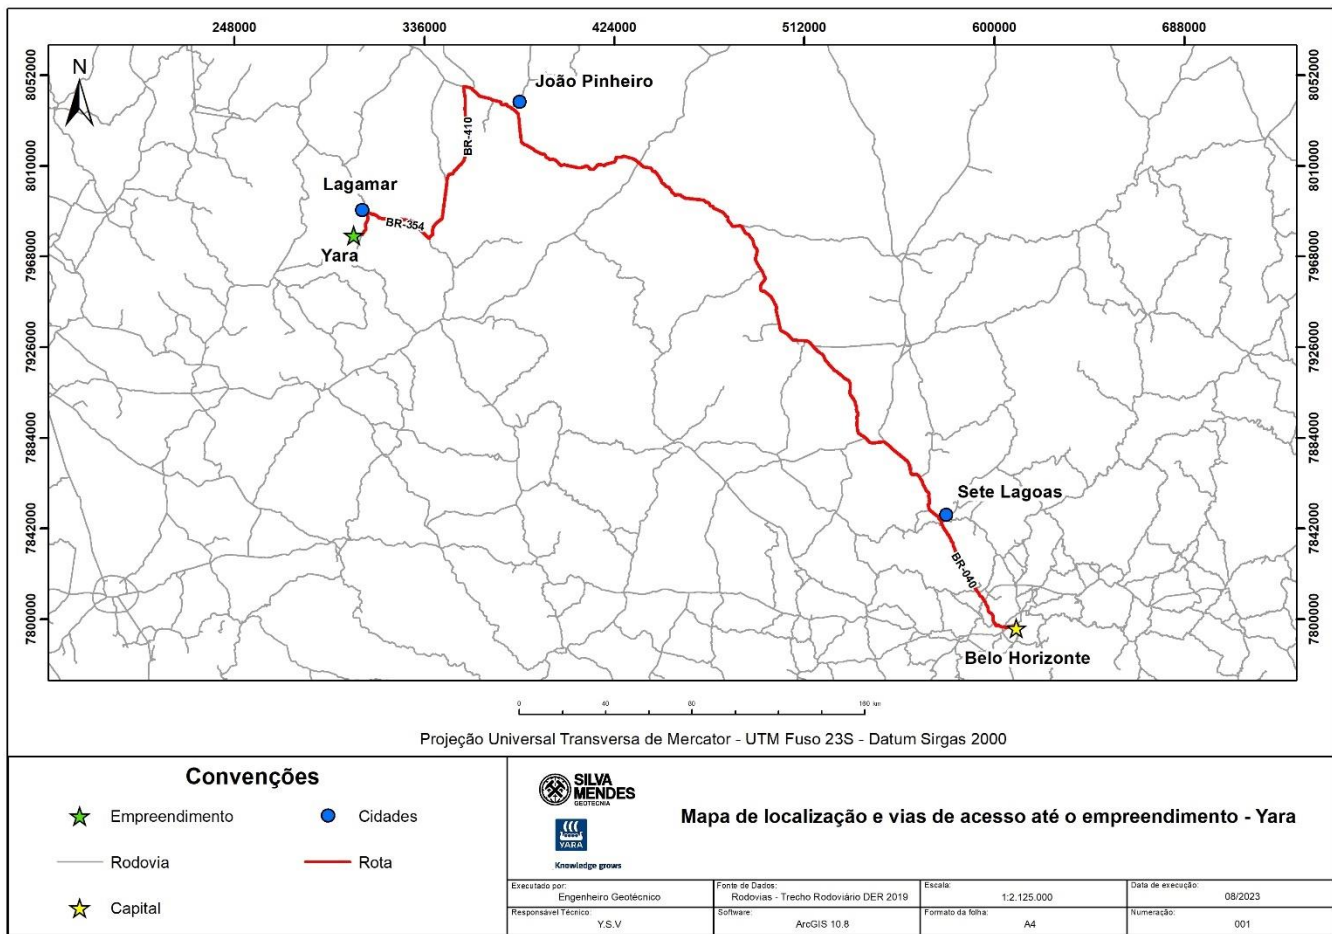 248000 336000 424000 512000 600000 688000
8052000 8052000
8010000 8010000
7968000 7968000
7926000 7926000
7884000 7884000
7842000 7842000
7800000 7800000
N
João Pinheiro
BR-410
Lagamar
BR-354
Yara
Sete Lagoas
BR-040
Belo Horizonte
0 40 80 160 km
Projeção Universal Transversa de Mercator - UTM Fuso 23S - Datum Sirgas 2000
Convenções
Empreendimento
Cidades
Rodovia
Rota
Capital
SILVA
MENDES
GEOTECNIA
YARA
Knowledge grows
Mapa de localização e vias de acesso até o empreendimento - Yara
Executado por:
Engenheiro Geotécnico
Fonte de Dados:
Rodovias - Trecho Rodoviário DER 2019
Escala:
1:2.125.000
Data de execução:
08/2023
Responsável Técnico:
Y.S.V
Software:
ArcGIS 10.8
Formato da folha:
A4
Numeração:
001